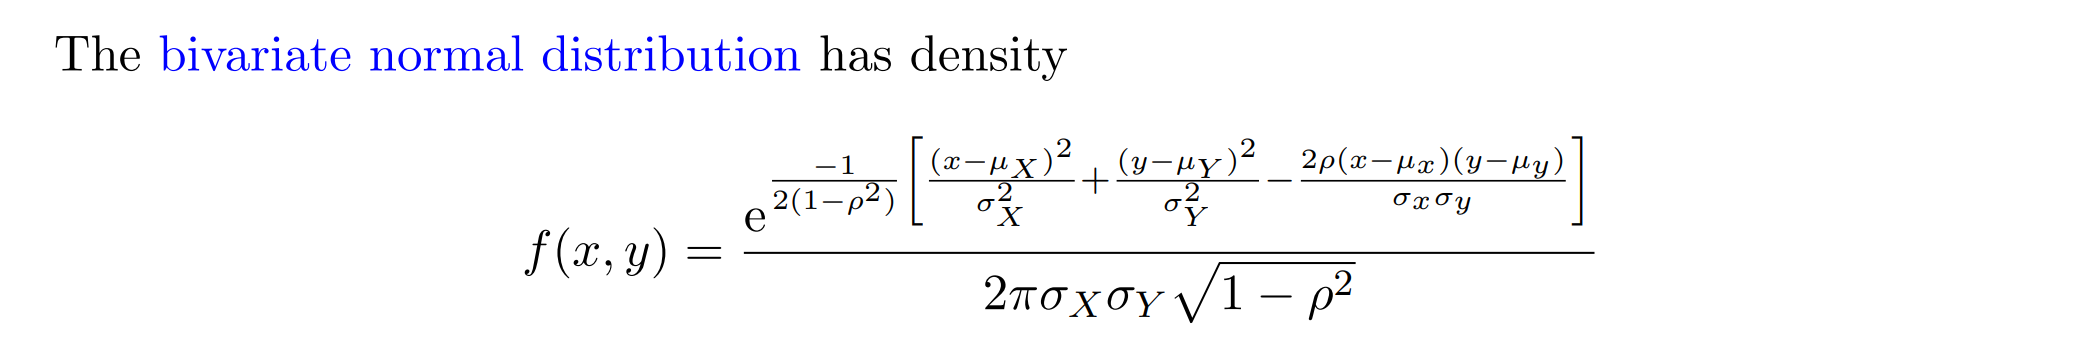 The bivariate normal distribution has density
$f(x, y) = \frac{\mathrm{e}^{\frac{-1}{2(1-\rho^2)}\left[\frac{(x-\mu_X)^2}{\sigma_X^2}+\frac{(y-\mu_Y)^2}{\sigma_Y^2}-\frac{2\rho(x-\mu_x)(y-\mu_y)}{\sigma_x\sigma_y}\right]}}{2\pi\sigma_X\sigma_Y\sqrt{1-\rho^2}}$